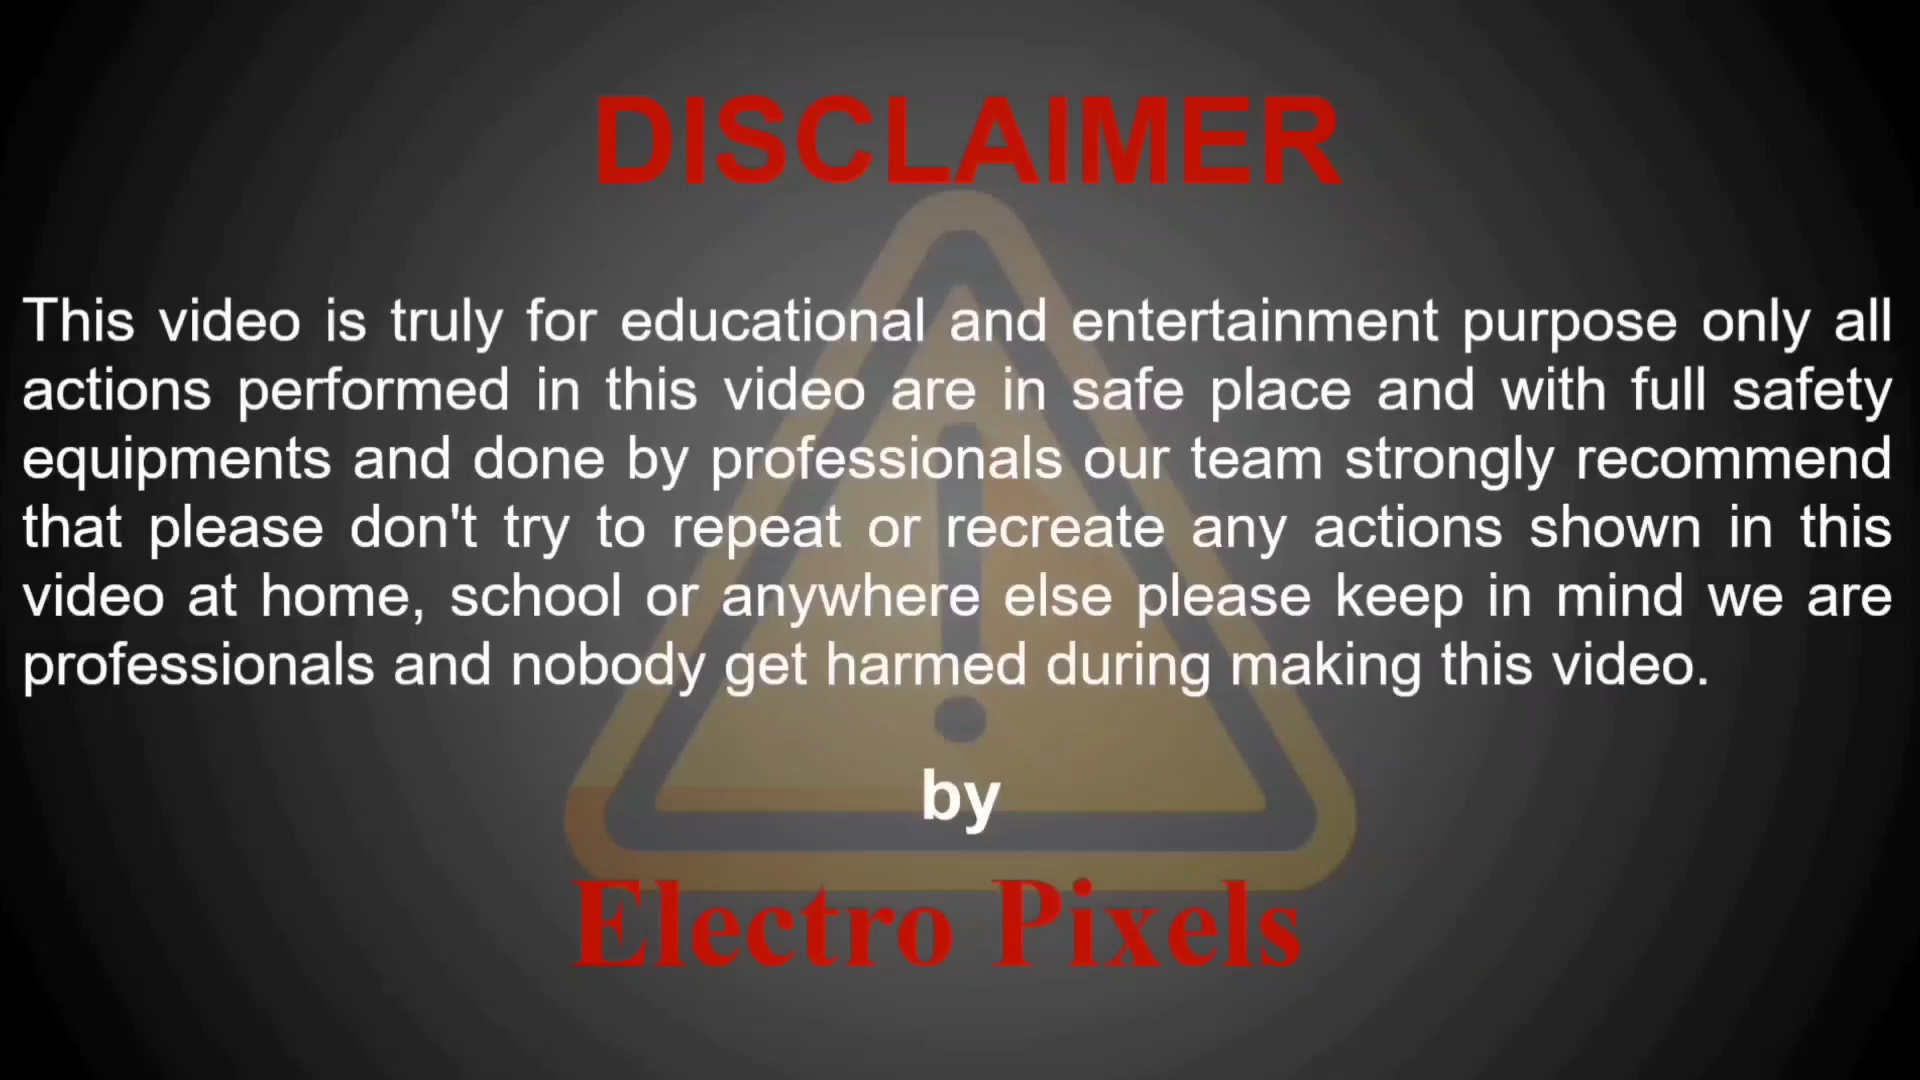 DISCLAIMER
This video is truly for educational and entertainment purpose only all
actions performed in this video are in safe place and with full safety
equipments and done by professionals our team strongly recommend
that please don't try to repeat or recreate any actions shown in this
video at home, school or anywhere else please keep in mind we are
professionals and nobody get harmed during making this video.
by
Electro Pixels